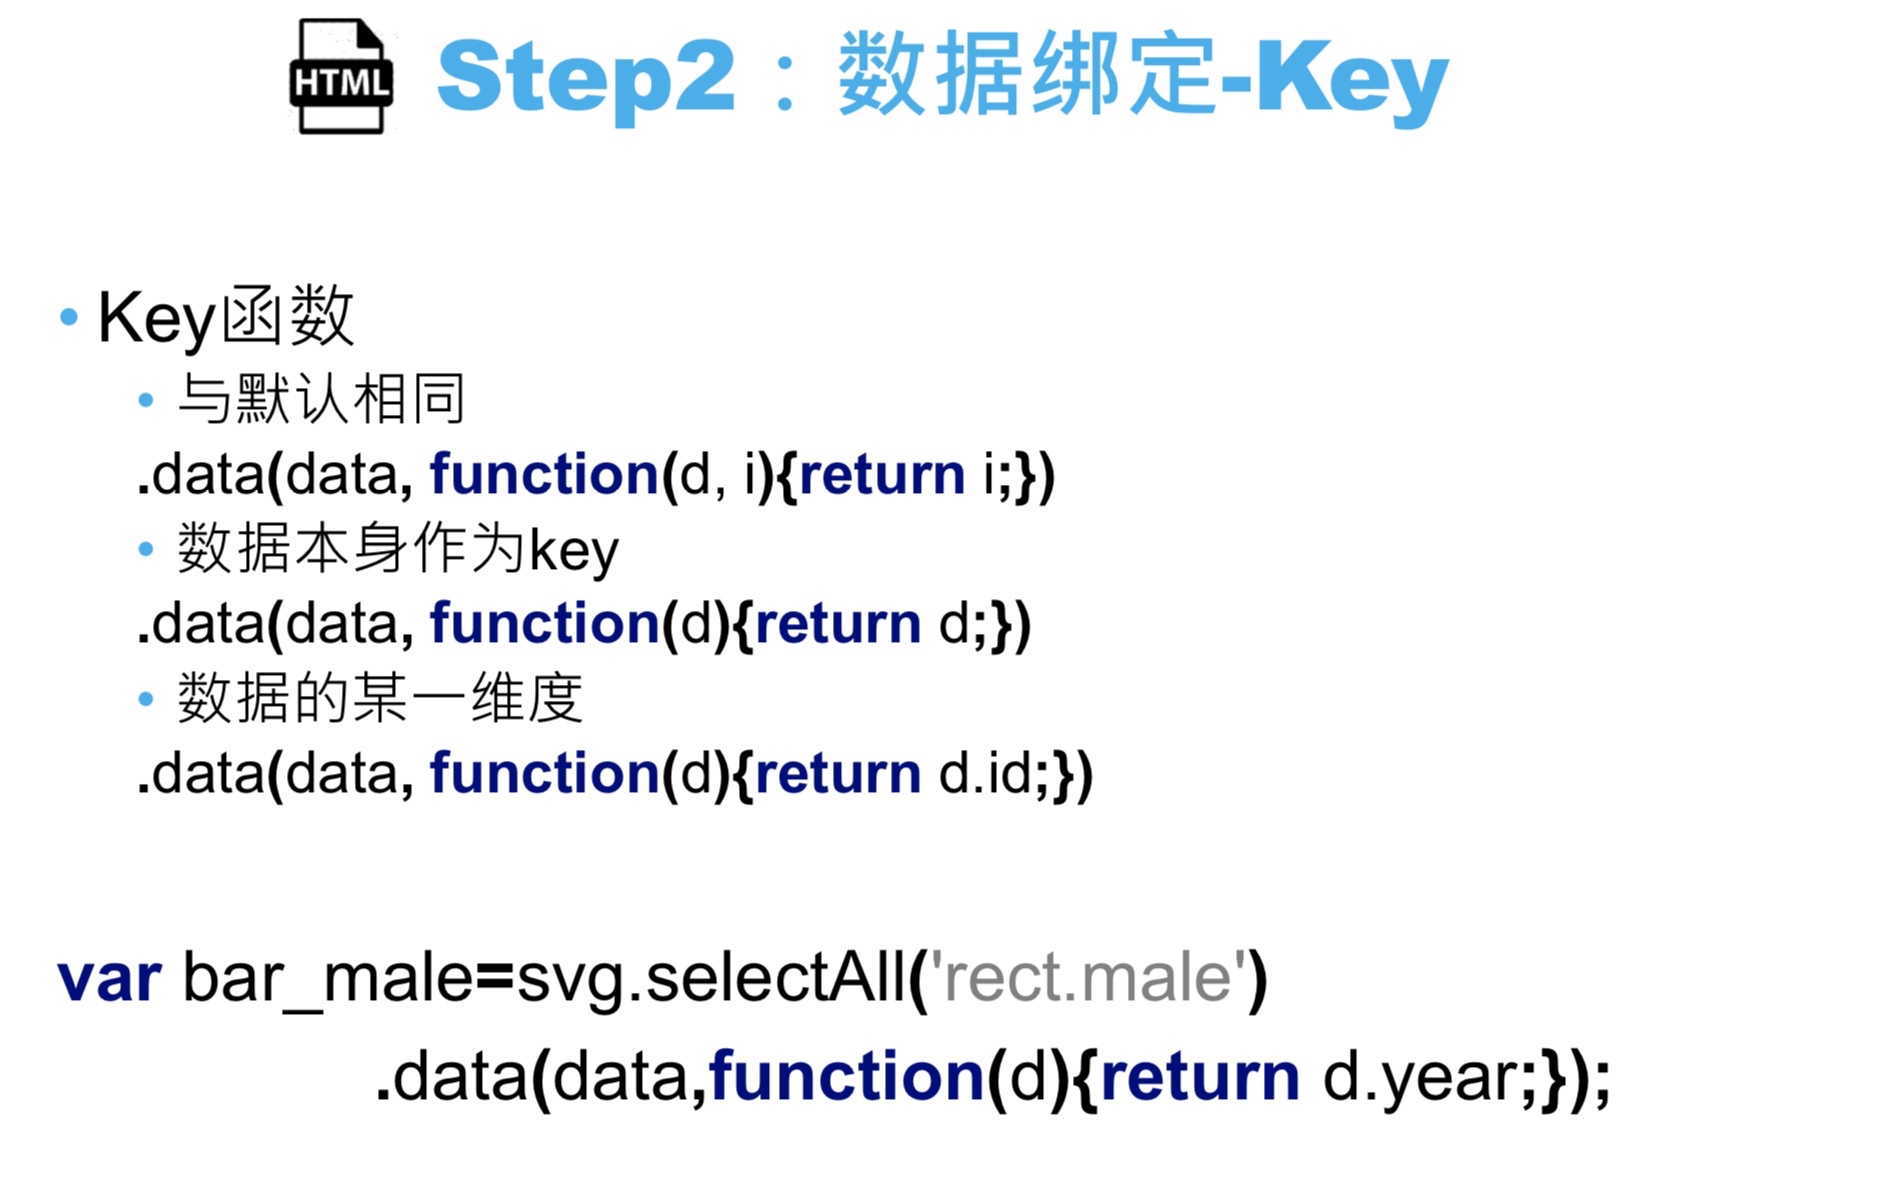 HTML
Step2：数据绑定-Key
• Key函数
• 与默认相同
.data(data, function(d, i){return i;})
• 数据本身作为key
.data(data, function(d){return d;})
• 数据的某一维度
.data(data, function(d){return d.id;})
var bar_male=svg.selectAll('rect.male')
.data(data,function(d){return d.year;});